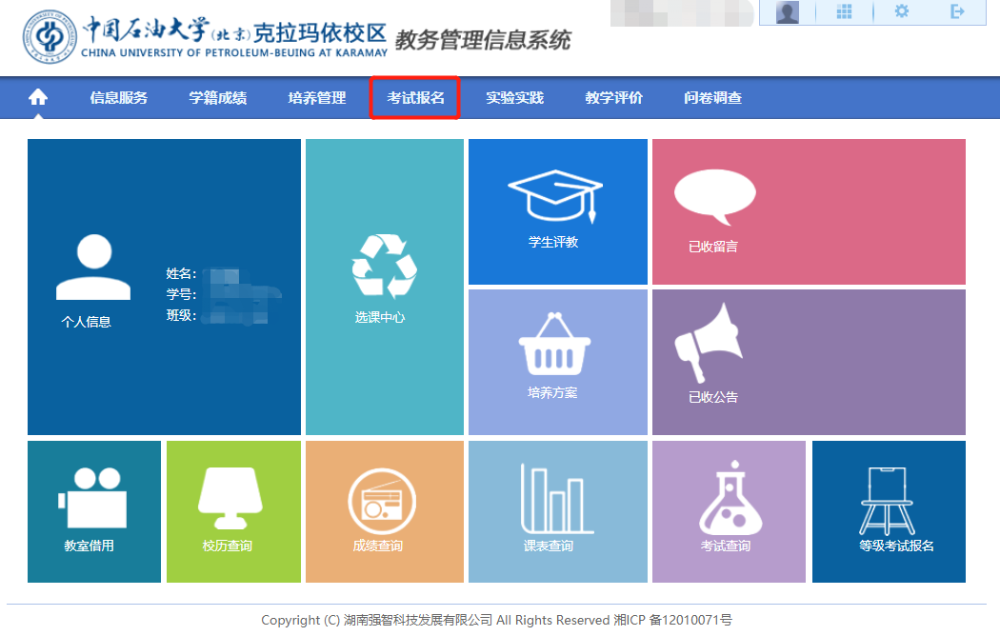 中国石油大学(北京)克拉玛依校区 教务管理信息系统
CHINA UNIVERSITY OF PETROLEUM-BEIJING AT KARAMAY
信息服务 学籍成绩 培养管理 考试报名 实验实践 教学评价 问卷调查
姓名:
学号:
班级:
个人信息
选课中心
学生评教
已收留言
培养方案
已收公告
教室借用
校历查询
成绩查询
课表查询
考试查询
等级考试报名
Copyright (C) 湖南强智科技发展有限公司 All Rights Reserved 湘ICP 备12010071号